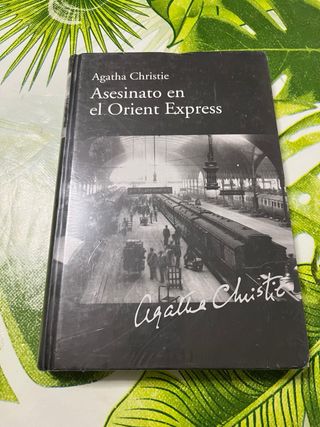 Agatha Christie
Asesinato en
el Orient Express
Agatha Christie